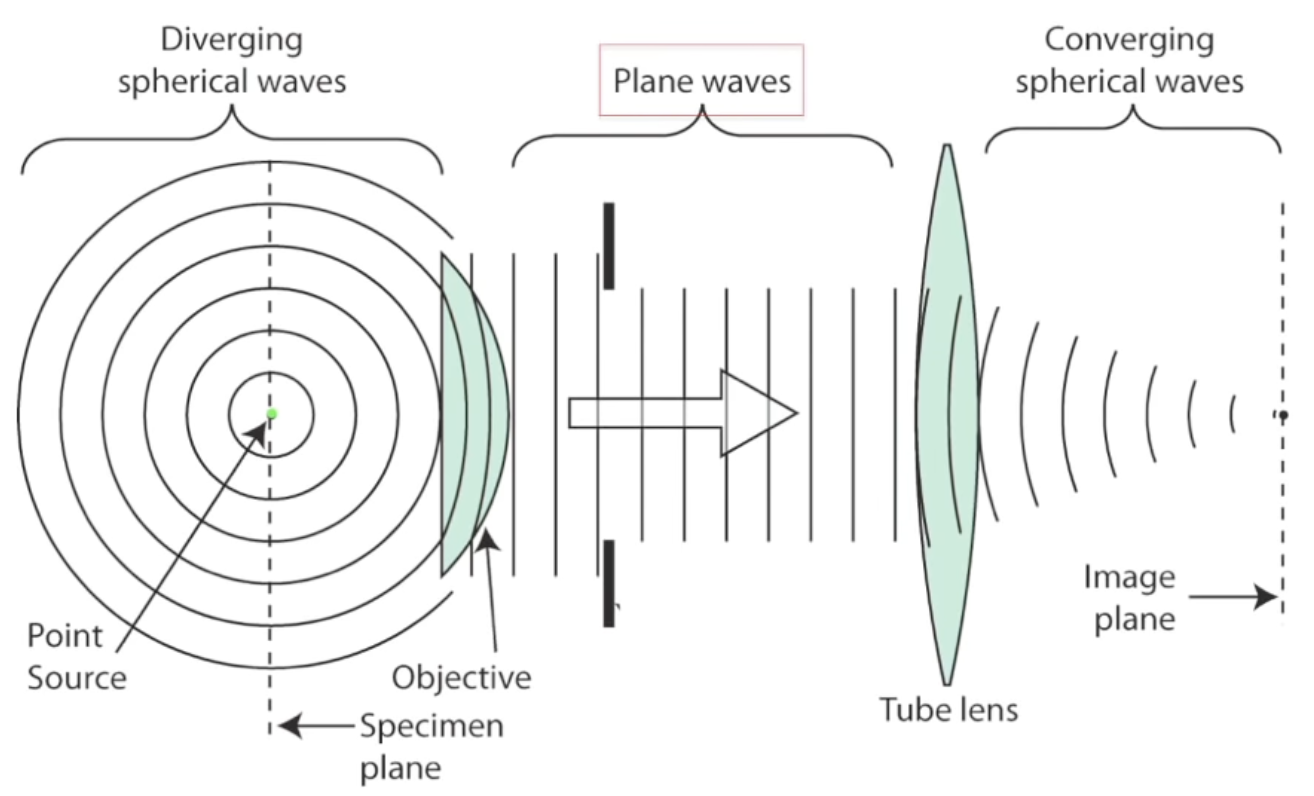 Diverging
spherical waves
Plane waves
Converging
spherical waves
Point
Source
Objective
Specimen
plane
Tube lens
Image
plane